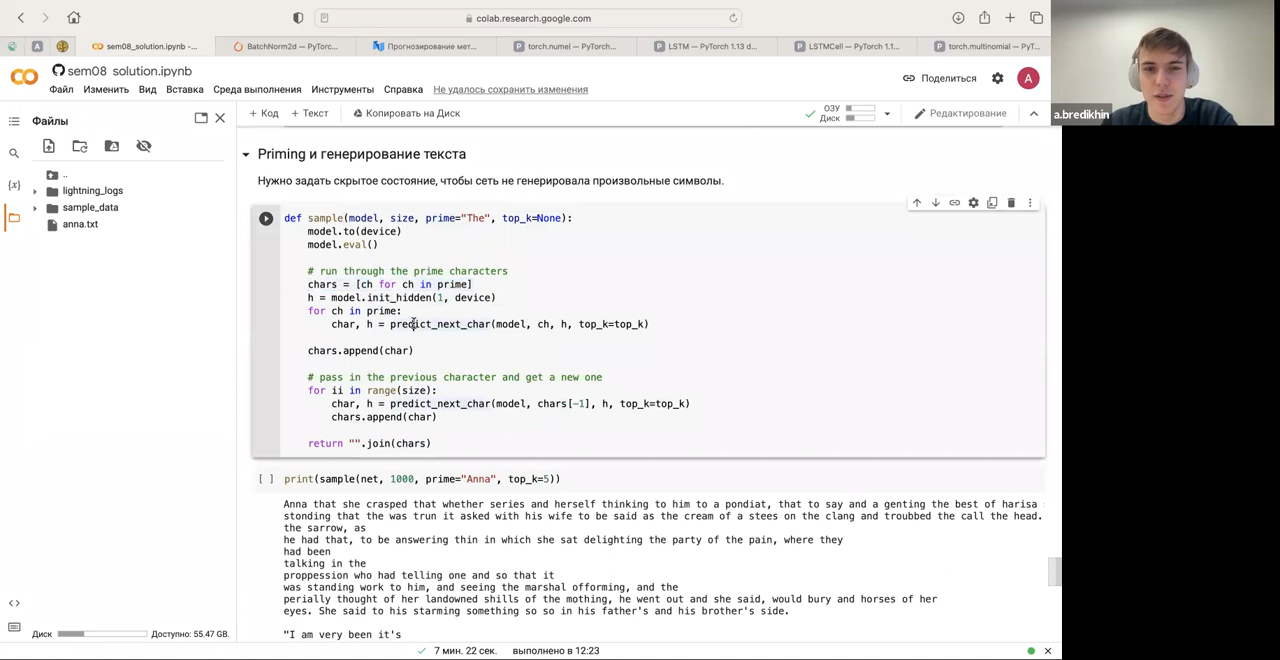 colab.research.google.com
sem08_solution.ipynb -...
BatchNorm2d — PyTorc...
Прогнозирование мет...
torch.numel — PyTorch...
LSTM — PyTorch 1.13 d...
LSTMCell — PyTorch 1.1...
torch.multinomial — PyT...
a.bredikhin
sem08_solution.ipynb
Поделиться
A
Файл Изменить Вид Вставка Среда выполнения Инструменты Справка Не удалось сохранить изменения
Файлы
+ Код + Текст Копировать на Диск
ОЗУ
Диск
Редактирование
..
lightning_logs
sample_data
anna.txt
Priming и генерирование текста
Нужно задать скрытое состояние, чтобы сеть не генерировала произвольные символы.
def sample(model, size, prime="The", top_k=None):
model.to(device)
model.eval()
# run through the prime characters
chars = [ch for ch in prime]
h = model.init_hidden(1, device)
for ch in prime:
char, h = predict_next_char(model, ch, h, top_k=top_k)
chars.append(char)
# pass in the previous character and get a new one
for ii in range(size):
char, h = predict_next_char(model, chars[-1], h, top_k=top_k)
chars.append(char)
return "".join(chars)
[ ] print(sample(net, 1000, prime="Anna", top_k=5))
Anna that she crasped that whether series and herself thinking to him to a pondiat, that to say and a genting the best of harisa
stonding that the was trun it asked with his wife to be said as the cream of a stees on the clang and troubbed the call the head.
the sarrow, as
he had that, to be answering thin in which she sat delighting the party of the pain, where they
had been
talking in the
proppession who had telling one and so that it
was standing work to him, and seeing the marshal offorming, and the
perially thought of her landowned shills of the mothing, he went out and she said, would bury and horses of her
eyes. She said to his starming something so so in his father's and his brother's side.
"I am very been it's
Диск Доступно: 55.47 GB.
7 мин. 22 сек. выполнено в 12:23